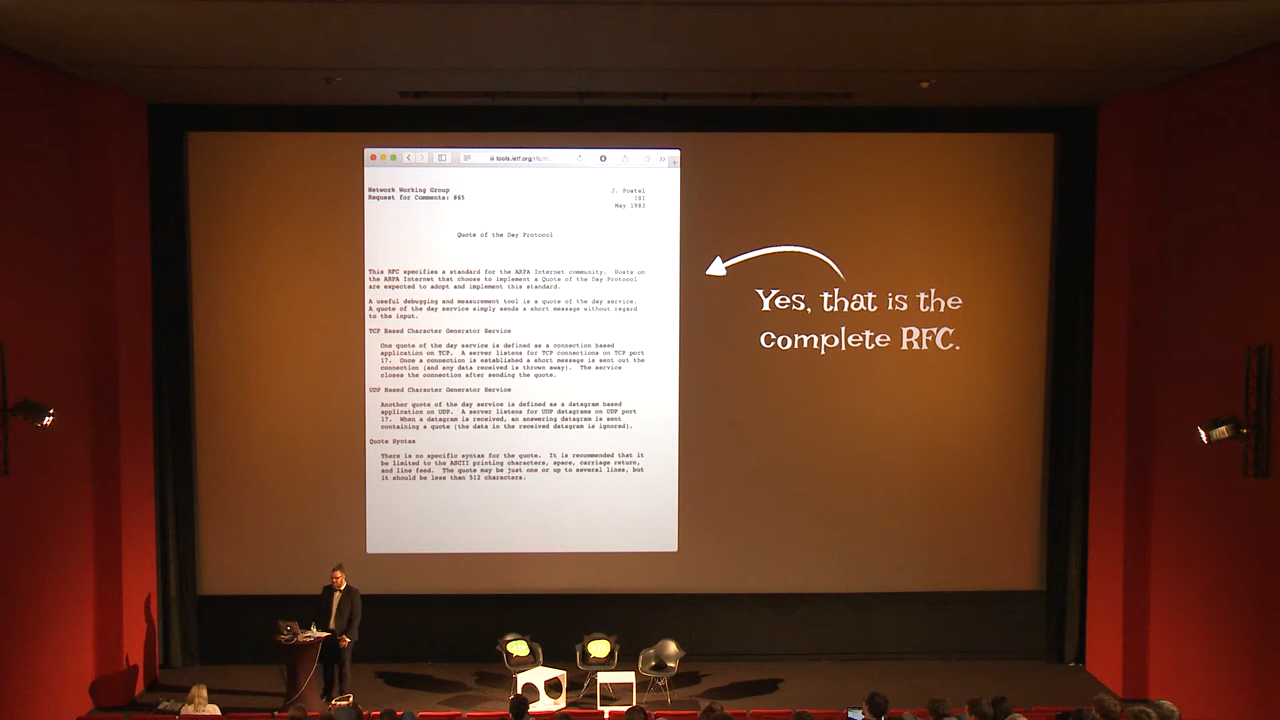 tools.ietf.org/rfc/
Network Working Group
J. Postel
Request for Comments: 865
ISI
May 1983
Quote of the Day Protocol
This RFC specifies a standard for the ARPA Internet community. Hosts on
the ARPA Internet that choose to implement a Quote of the Day Protocol
are expected to adopt and implement this standard.
A useful debugging and measurement tool is a quote of the day service.
A quote of the day service simply sends a short message without regard
to the input.
TCP Based Character Generator Service
One quote of the day service is defined as a connection based
application on TCP. A server listens for TCP connections on TCP port
17. Once a connection is established a short message is sent out the
connection (and any data received is thrown away). The service
closes the connection after sending the quote.
UDP Based Character Generator Service
Another quote of the day service is defined as a datagram based
application on UDP. A server listens for UDP datagrams on UDP port
17. When a datagram is received, an answering datagram is sent
containing a quote (the data in the received datagram is ignored).
Quote Syntax
There is no specific syntax for the quote. It is recommended that it
be limited to the ASCII printing characters, space, carriage return,
and line feed. The quote may be just one or up to several lines, but
it should be less than 512 characters.
Yes, that is the
complete RFC.